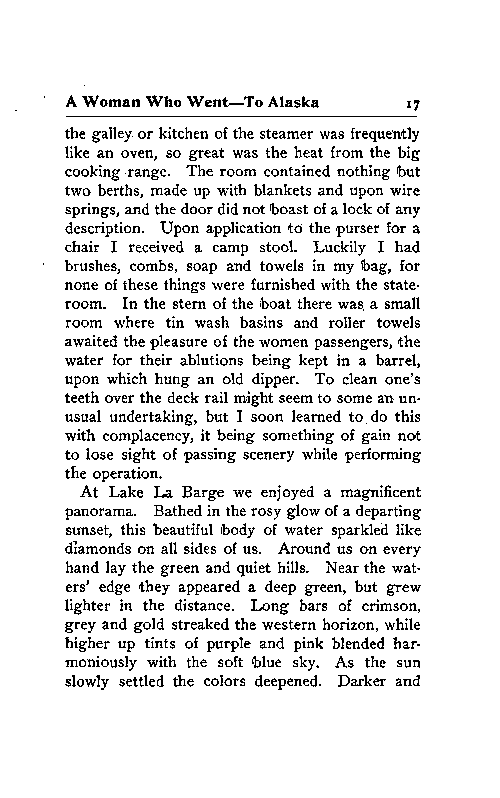 A Woman Who Went—To Alaska 17
the galley or kitchen of the steamer was frequently
like an oven, so great was the heat from the big
cooking range. The room contained nothing but
two berths, made up with blankets and upon wire
springs, and the door did not boast of a lock of any
description. Upon application to the purser for a
chair I received a camp stool. Luckily I had
brushes, combs, soap and towels in my bag, for
none of these things were furnished with the state-
room. In the stern of the boat there was a small
room where tin wash basins and roller towels
awaited the pleasure of the women passengers, the
water for their ablutions being kept in a barrel,
upon which hung an old dipper. To clean one's
teeth over the deck rail might seem to some an un-
usual undertaking, but I soon learned to do this
with complacency, it being something of gain not
to lose sight of passing scenery while performing
the operation.
At Lake La Barge we enjoyed a magnificent
panorama. Bathed in the rosy glow of a departing
sunset, this beautiful body of water sparkled like
diamonds on all sides of us. Around us on every
hand lay the green and quiet hills. Near the wat-
ers' edge they appeared a deep green, but grew
lighter in the distance. Long bars of crimson,
grey and gold streaked the western horizon, while
higher up tints of purple and pink blended har-
moniously with the soft blue sky. As the sun
slowly settled the colors deepened. Darker and